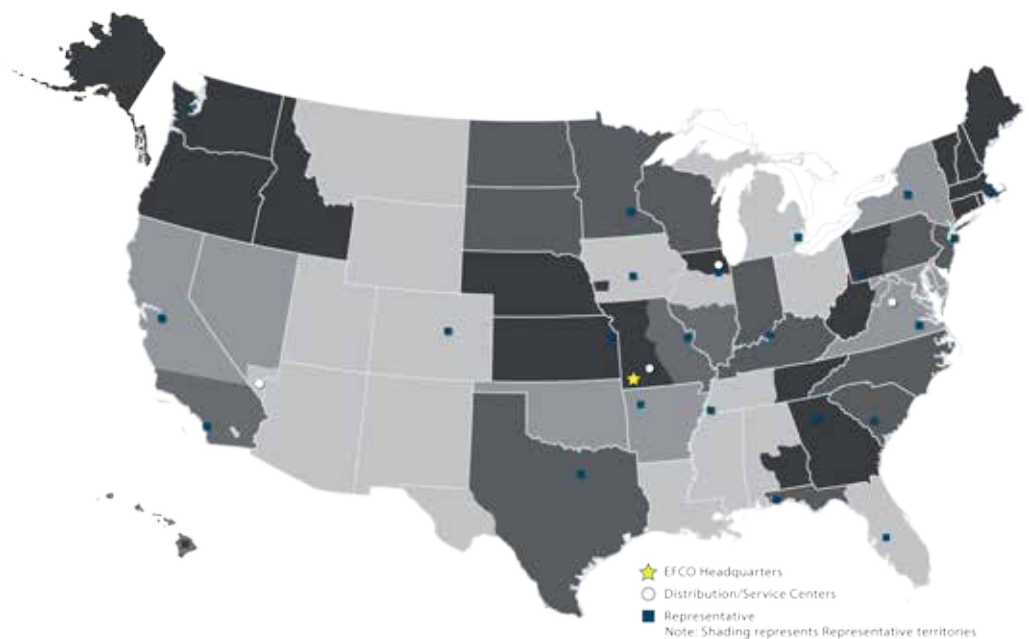 EFCO Headquarters
Distribution/Service Centers
Representative
Note: Shading represents Representative territories